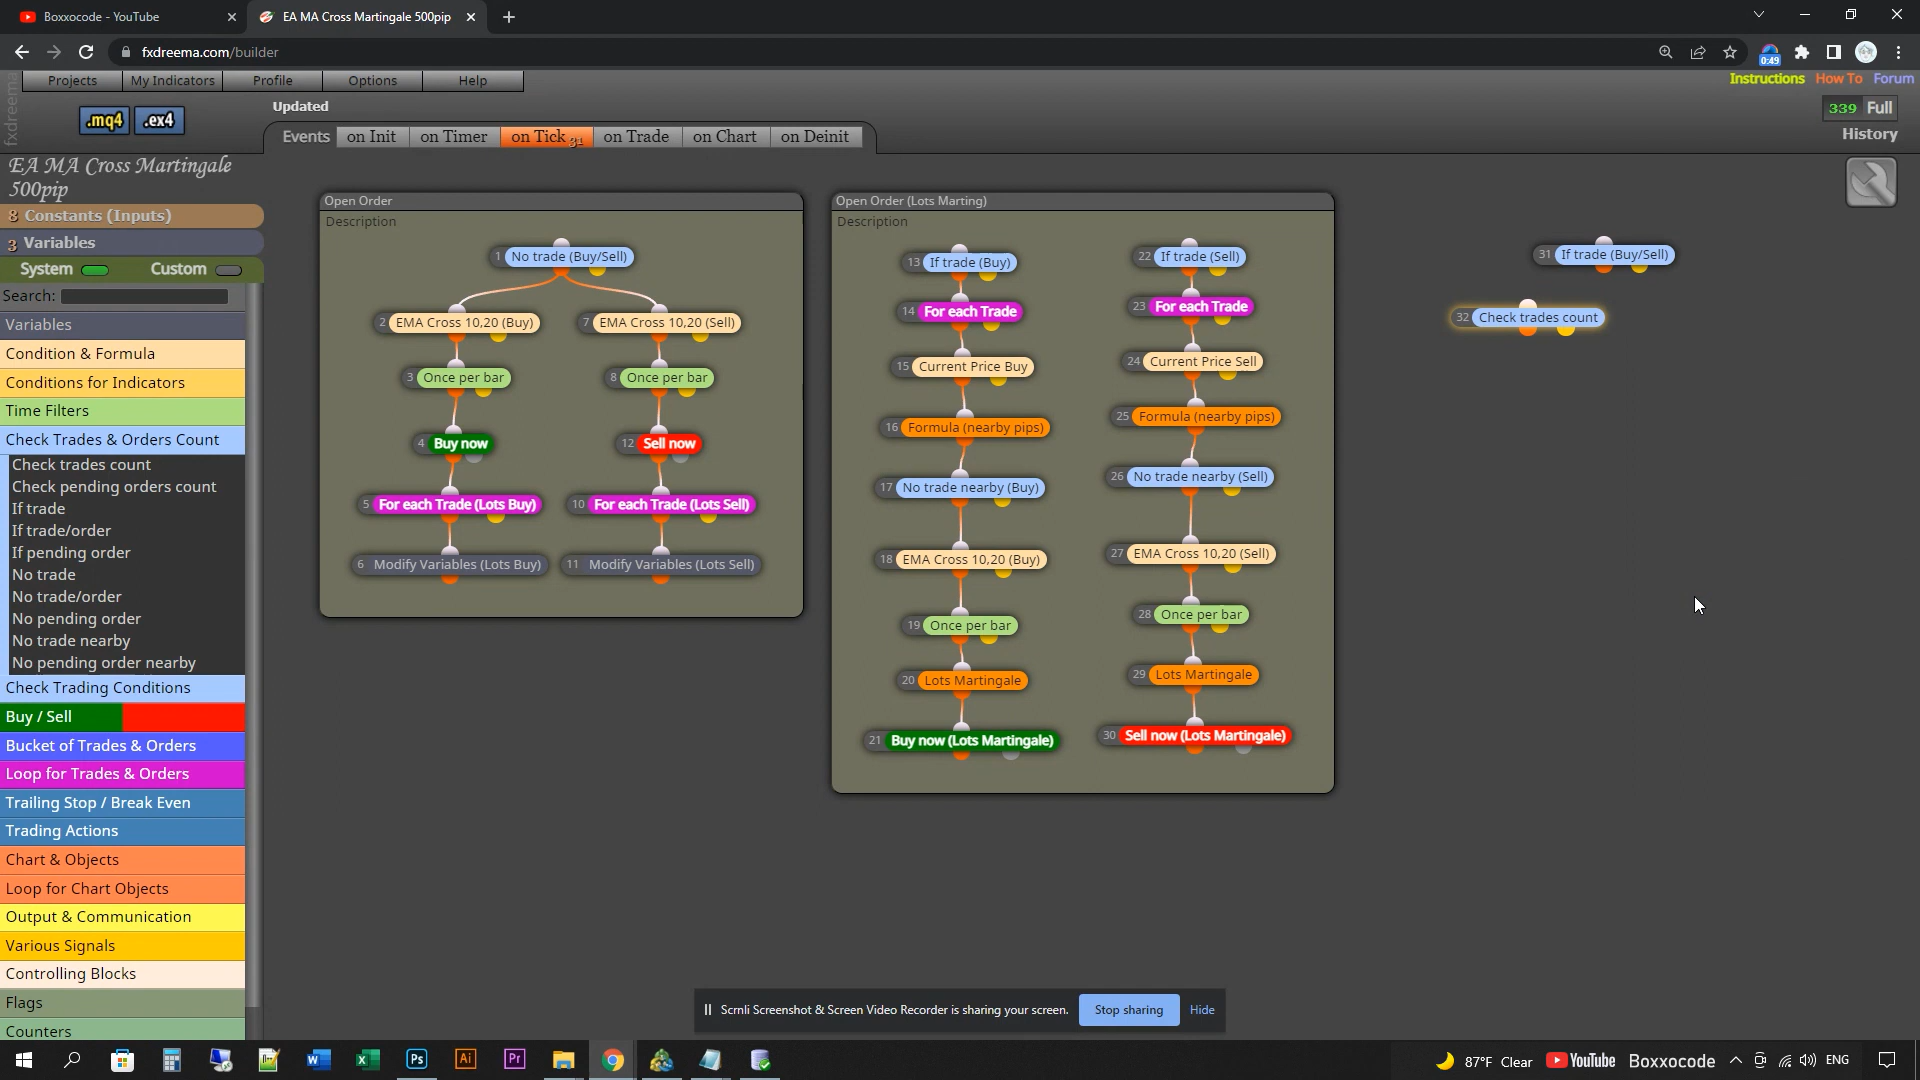 Boxxocode - YouTube
EA MA Cross Martingale 500pip
fxdreema.com/builder
0:49
Projects
My Indicators
Profile
Options
Help
Instructions
How To
Forum
fxdreema
.mq4
.ex4
Updated
339 Full
History
Events
on Init
on Timer
on Tick 31
on Trade
on Chart
on Deinit
EA MA Cross Martingale
500pip
8 Constants (Inputs)
3 Variables
System
Custom
Search:
Variables
Condition & Formula
Conditions for Indicators
Time Filters
Check Trades & Orders Count
Check trades count
Check pending orders count
If trade
If trade/order
If pending order
No trade
No trade/order
No pending order
No trade nearby
No pending order nearby
Check Trading Conditions
Buy / Sell
Bucket of Trades & Orders
Loop for Trades & Orders
Trailing Stop / Break Even
Trading Actions
Chart & Objects
Loop for Chart Objects
Output & Communication
Various Signals
Controlling Blocks
Flags
Counters
Open Order
Description
1 No trade (Buy/Sell)
2 EMA Cross 10,20 (Buy)
7 EMA Cross 10,20 (Sell)
3 Once per bar
8 Once per bar
4 Buy now
12 Sell now
5 For each Trade (Lots Buy)
10 For each Trade (Lots Sell)
6 Modify Variables (Lots Buy)
11 Modify Variables (Lots Sell)
Open Order (Lots Marting)
Description
13 If trade (Buy)
22 If trade (Sell)
14 For each Trade
23 For each Trade
15 Current Price Buy
24 Current Price Sell
16 Formula (nearby pips)
25 Formula (nearby pips)
17 No trade nearby (Buy)
26 No trade nearby (Sell)
18 EMA Cross 10,20 (Buy)
27 EMA Cross 10,20 (Sell)
19 Once per bar
28 Once per bar
20 Lots Martingale
29 Lots Martingale
21 Buy now (Lots Martingale)
30 Sell now (Lots Martingale)
31 If trade (Buy/Sell)
32 Check trades count
Scrnli Screenshot & Screen Video Recorder is sharing your screen.
Stop sharing
Hide
Ps
Ai
Pr
87°F Clear
YouTube
Boxxocode
ENG